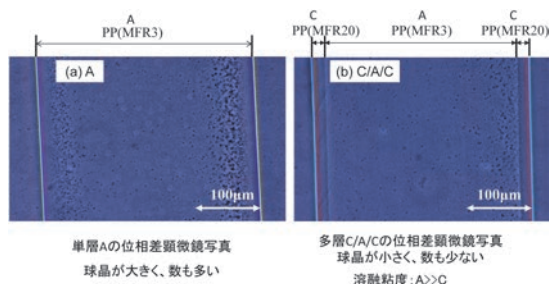 A
PP(MFR3)
(a) A
100μm
単層Aの位相差顕微鏡写真
球晶が大きく、数も多い
C
A
C
PP(MFR20)
PP(MFR3)
PP(MFR20)
(b) C/A/C
100μm
多層C/A/Cの位相差顕微鏡写真
球晶が小さく、数も少ない
溶融粘度：A>>C